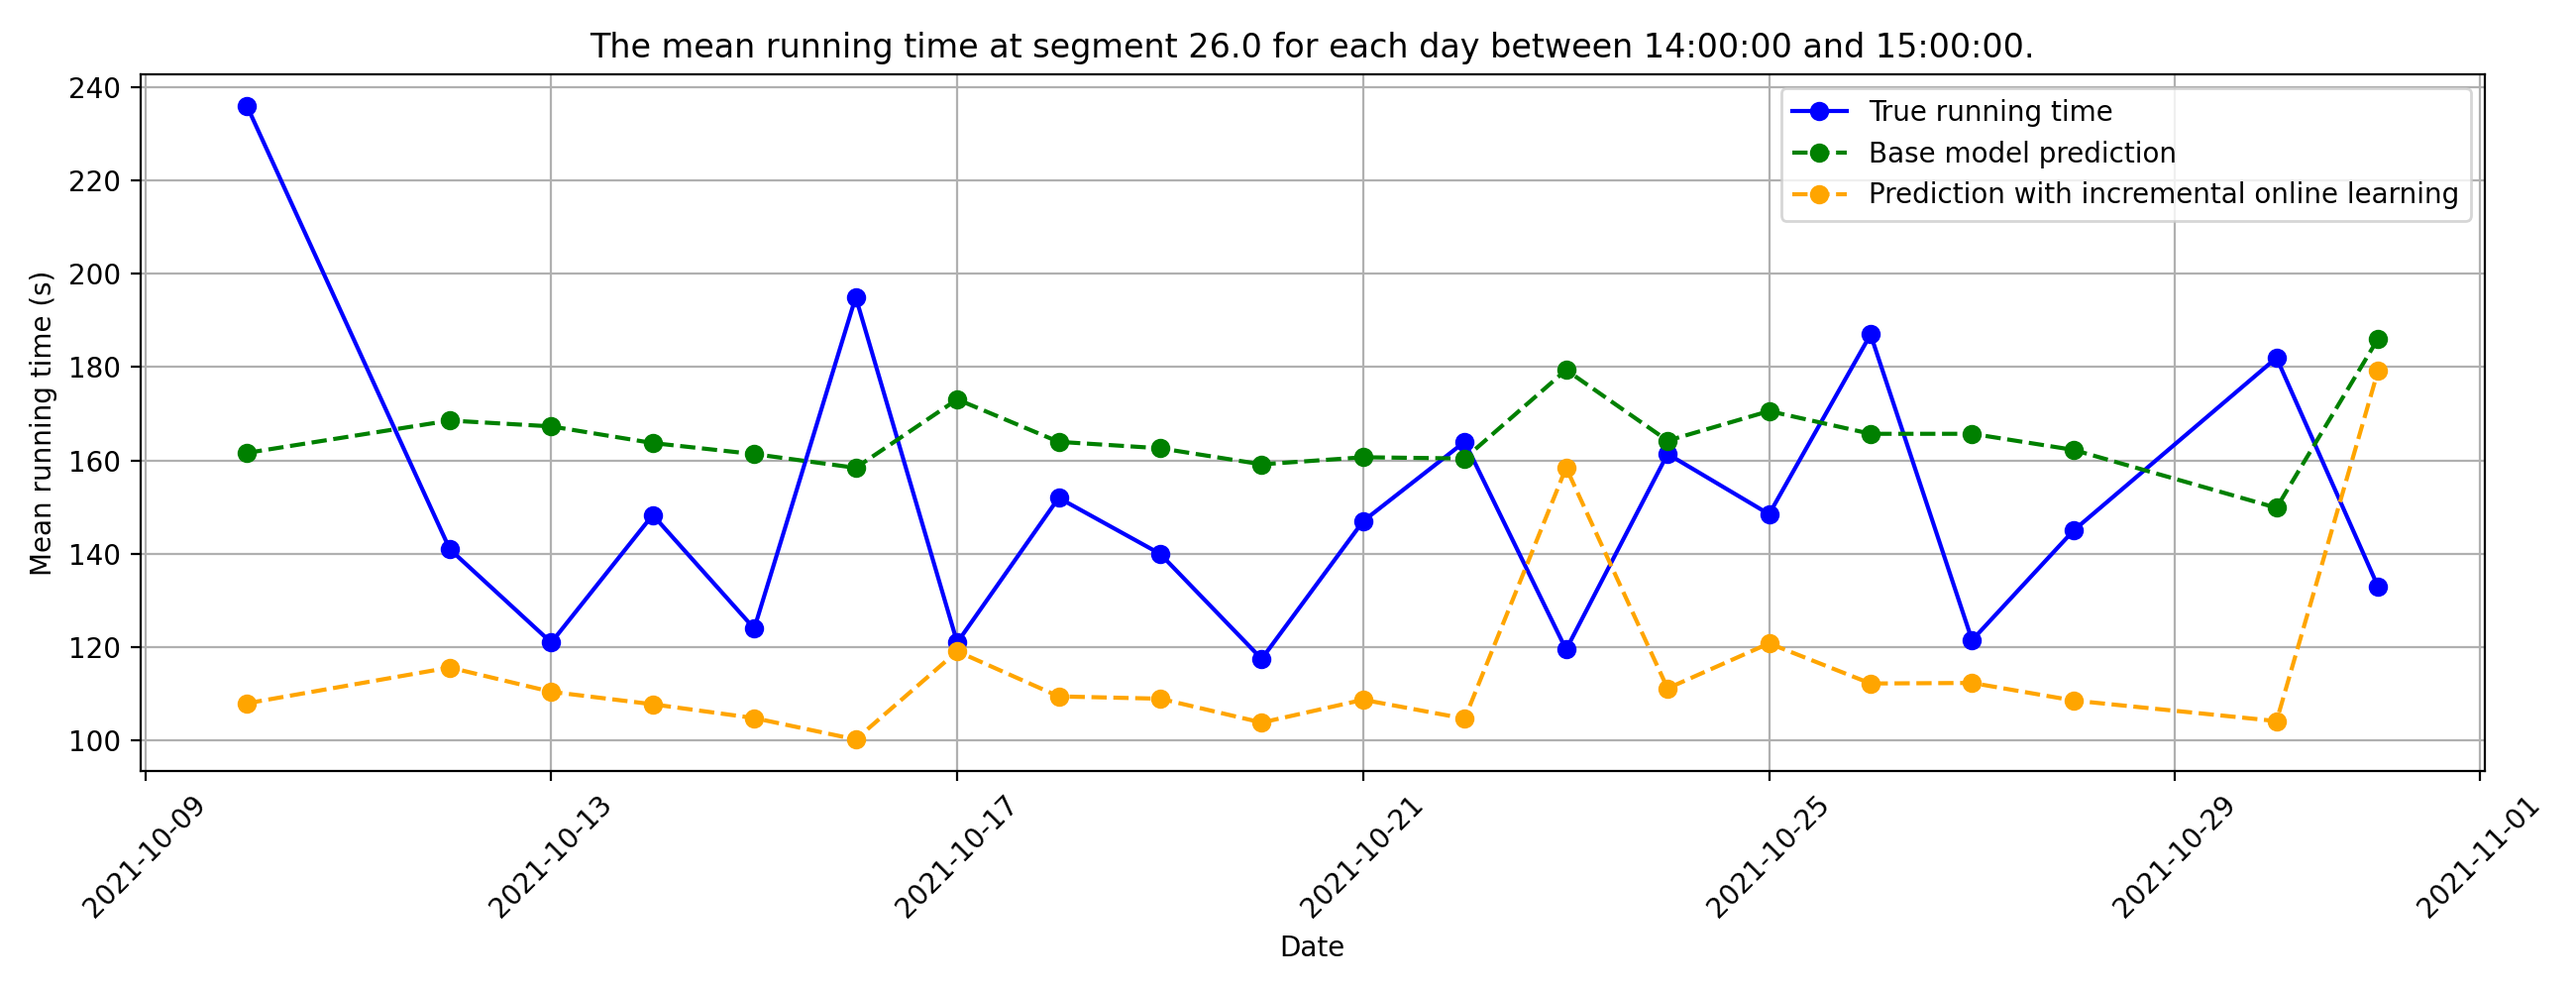 The mean running time at segment 26.0 for each day between 14:00:00 and 15:00:00.
True running time
Base model prediction
Prediction with incremental online learning
Mean running time (s)
240
220
200
180
160
140
120
100
2021-10-09
2021-10-13
2021-10-17
2021-10-21
2021-10-25
2021-10-29
2021-11-01
Date